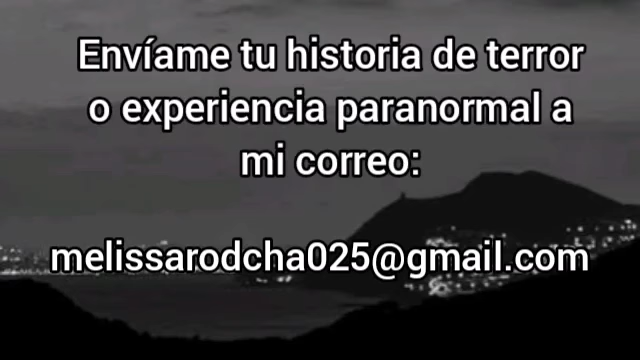 Envíame tu historia de terror
o experiencia paranormal a
mi correo:
melissarodcha025@gmail.com